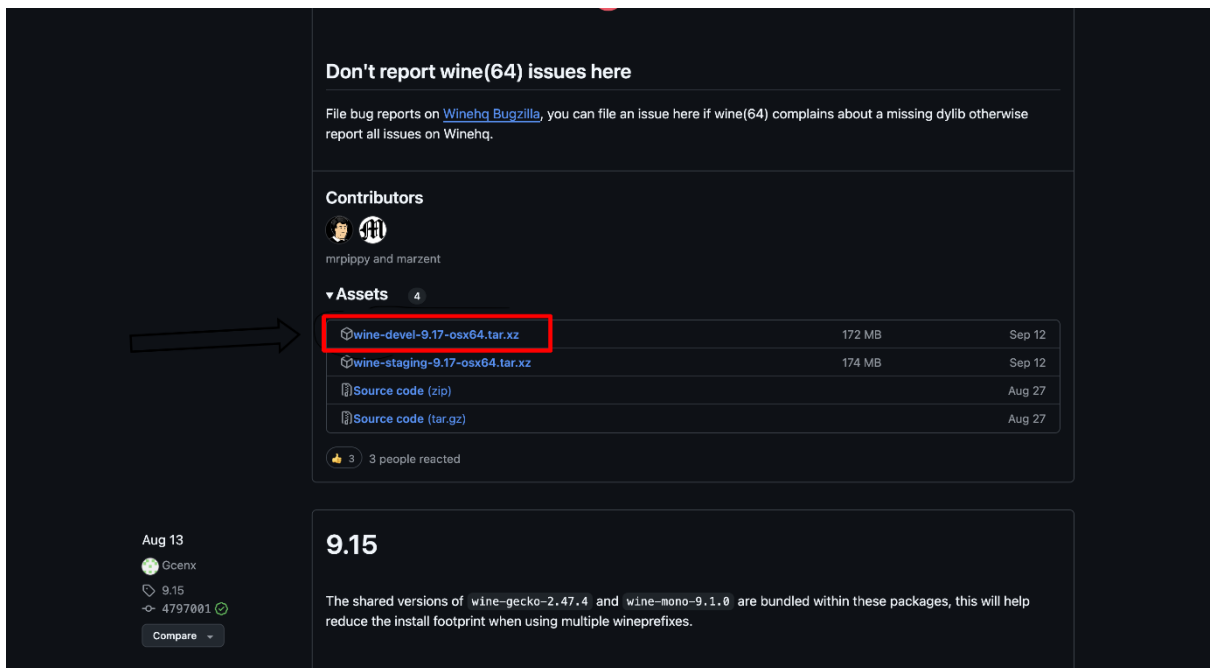 Don't report wine(64) issues here
File bug reports on Winehq Bugzilla, you can file an issue here if wine(64) complains about a missing dylib otherwise
report all issues on Winehq.
Contributors
mrpippy and marzent
Assets 4
wine-devel-9.17-osx64.tar.xz 172 MB Sep 12
wine-staging-9.17-osx64.tar.xz 174 MB Sep 12
Source code (zip) Aug 27
Source code (tar.gz) Aug 27
3 3 people reacted
Aug 13
Gcenx
9.15
4797001
Compare
9.15
The shared versions of wine-gecko-2.47.4 and wine-mono-9.1.0 are bundled within these packages, this will help
reduce the install footprint when using multiple wineprefixes.